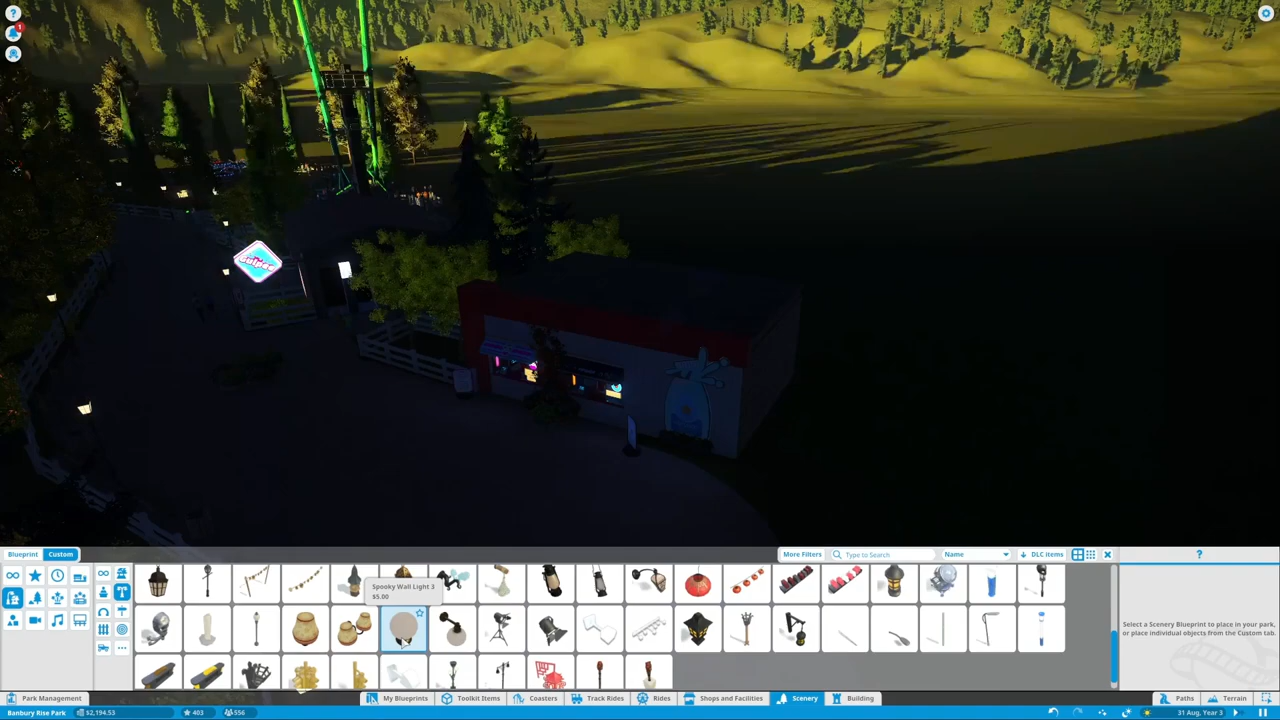 1
Gulpee
Blueprint Custom More Filters Type to Search Name DLC items
Spooky Wall Light 3
$5.00
Select a Scenery Blueprint to place in your park,
or place individual objects from the Custom tab.
Park Management My Blueprints Toolkit Items Coasters Track Rides Rides Shops and Facilities Scenery Building Paths Terrain
Banbury Rise Park $2,194.53 403 556 31 Aug, Year 3